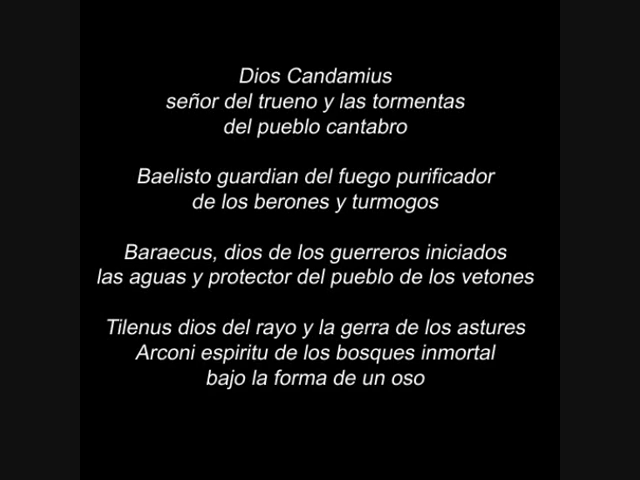 Dios Candamius
señor del trueno y las tormentas
del pueblo cantabro
Baelisto guardian del fuego purificador
de los berones y turmogos
Baraecus, dios de los guerreros iniciados
las aguas y protector del pueblo de los vetones
Tilenus dios del rayo y la gerra de los astures
Arconi espiritu de los bosques inmortal
bajo la forma de un oso